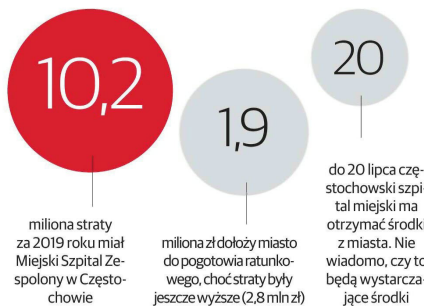 10,2
miliona straty
za 2019 roku miał
Miejski Szpital Ze-
spolony w Często-
chowie
1,9
miliona zł dołoży miasto
do pogotowia ratunko-
wego, choć straty były
jeszcze wyższe (2,8 mln zł)
20
do 20 lipca czę-
stochowski szpi-
tal miejski ma
otrzymać środki
z miasta. Nie
wiadomo, czy to
będą wystarcza-
jące środki